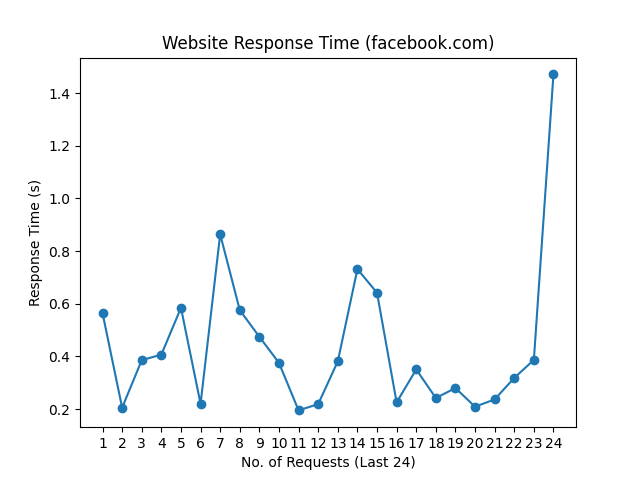 Website Response Time (facebook.com)
Response Time (s)
1.4
1.2
1.0
0.8
0.6
0.4
0.2
1 2 3 4 5 6 7 8 9 10 11 12 13 14 15 16 17 18 19 20 21 22 23 24
No. of Requests (Last 24)